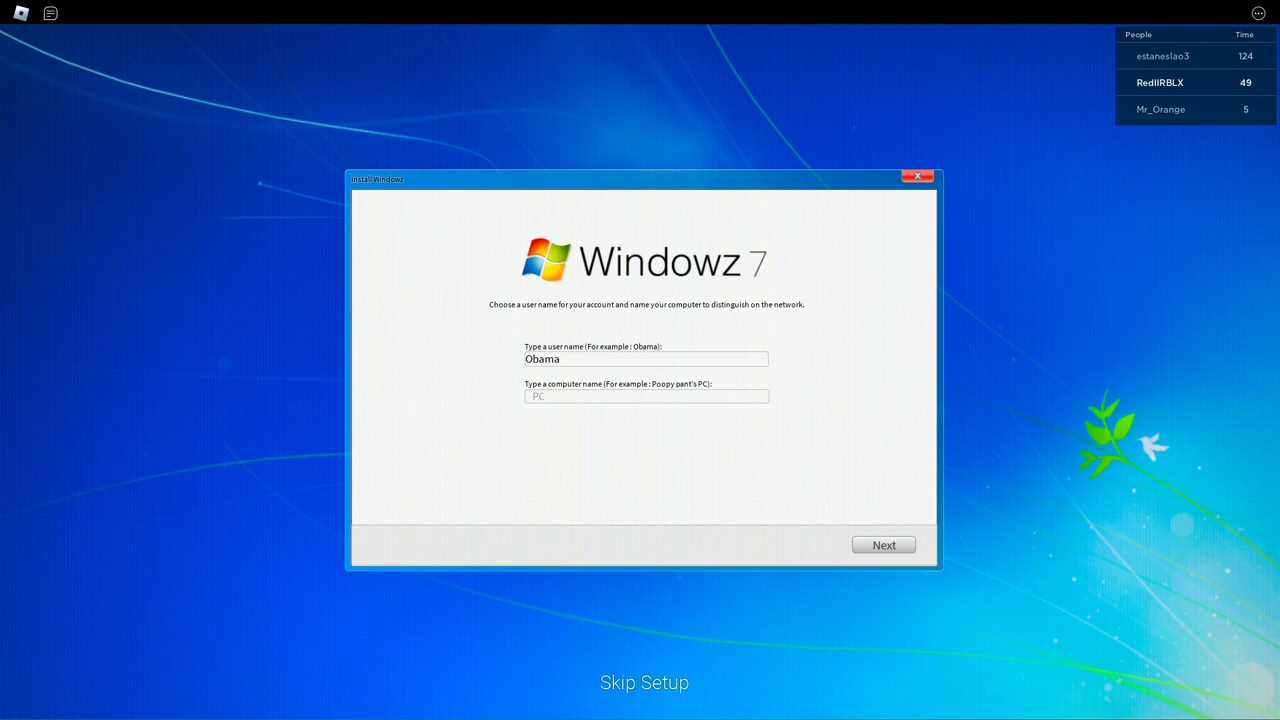 People Time
estaneslao3 124
RedIIRBLX 49
Mr_Orange 5
Install Windowz
x
Windowz 7
Choose a user name for your account and name your computer to distinguish on the network.
Type a user name (For example : Obama):
Obama
Type a computer name (For example : Poopy pant's PC):
PC
Next
Skip Setup